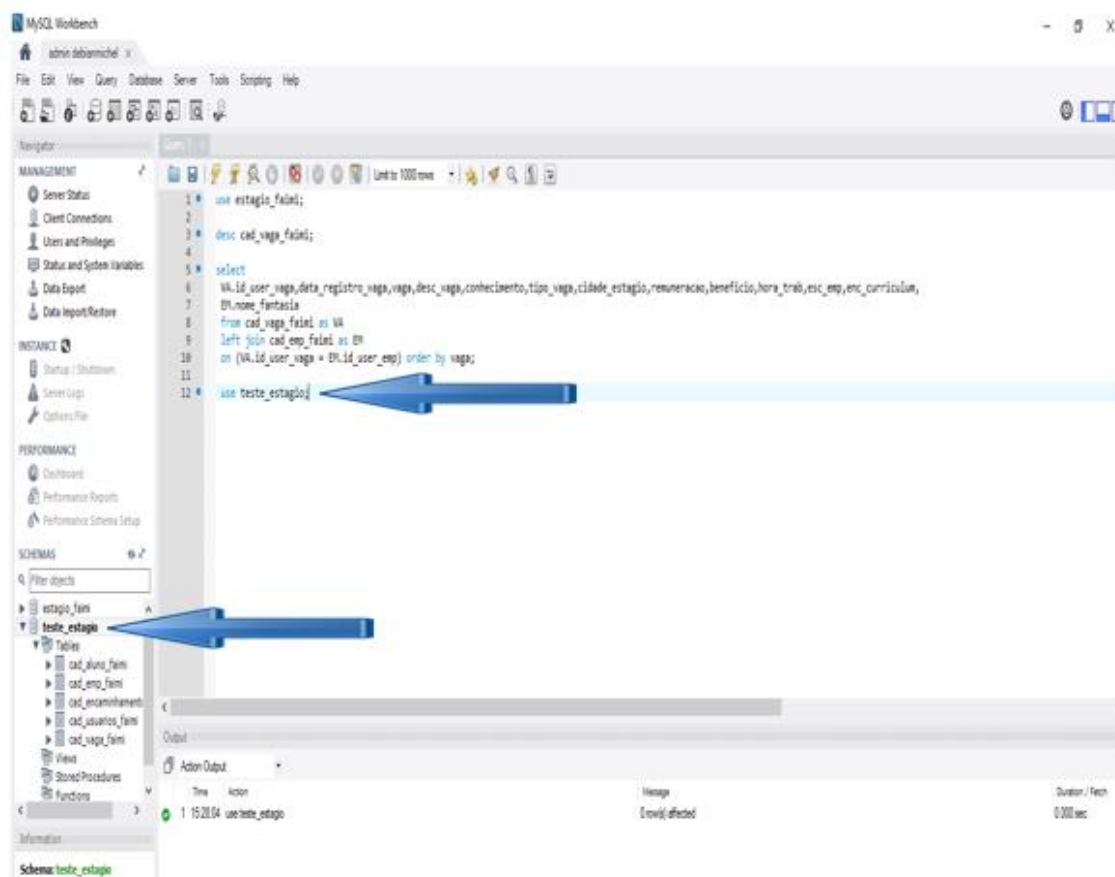 MySQL Workbench
admin debianmichel x
File Edit View Query Database Server Tools Scripting Help
Navigator
MANAGEMENT
Server Status
Client Connections
Users and Privileges
Status and System Variables
Data Export
Data Import/Restore
INSTANCE
Startup / Shutdown
Server Logs
Options File
PERFORMANCE
Dashboard
Performance Reports
Performance Schema Setup
SCHEMAS
Filter objects
estagio_faimi
teste_estagio
Tables
cad_aluno_faimi
cad_emp_faimi
cad_encaminhament
cad_usuarios_faimi
cad_vaga_faimi
Views
Stored Procedures
Functions
Information
Schema: teste_estagio
Limit to 1000 rows
1 use estagio_faimi;
2
3 desc cad_vaga_faimi;
4
5 select
6 VA.id_user_vaga,data_registro_vaga,vaga,desc_vaga,conhecimento,tipo_vaga,cidade_estagio,remuneracao,beneficio,hora_trab,esc_emp,enc_curriculum,
7 EM.nome_fantasia
8 from cad_vaga_faimi as VA
9 left join cad_emp_faimi as EM
10 on (VA.id_user_vaga = EM.id_user_emp) order by vaga;
11
12 use teste_estagio;
Output
Action Output
Time Action Message Duration / Fetch
1 15:28:04 use teste_estagio 0 row(s) affected 0.000 sec